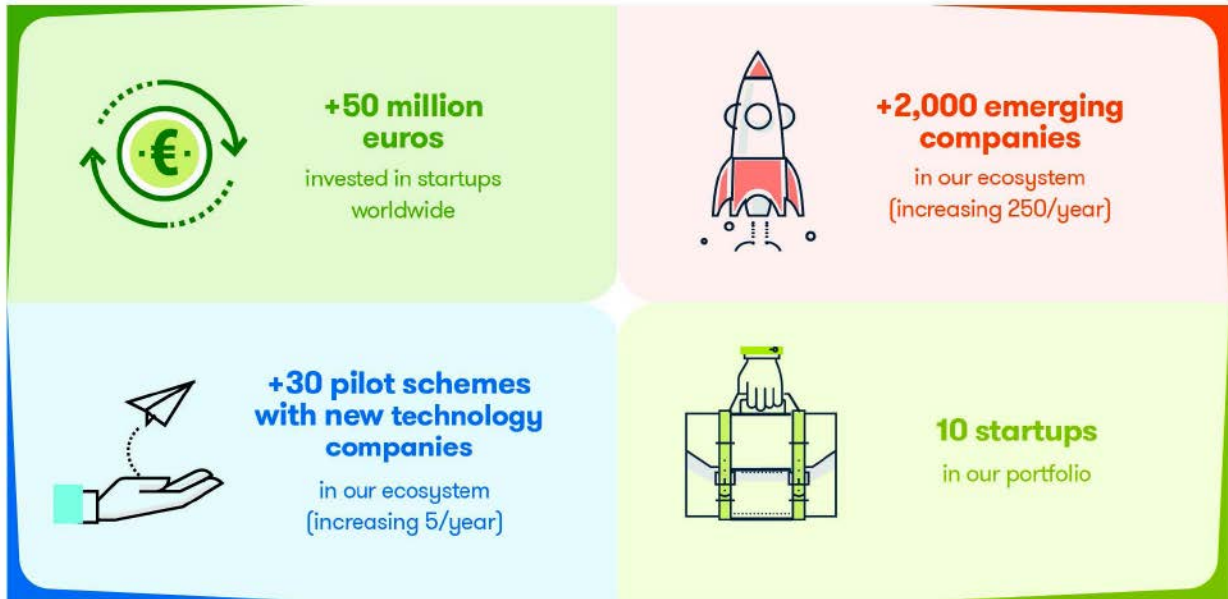 +50 million
euros
invested in startups
worldwide
+2,000 emerging
companies
in our ecosystem
(increasing 250/year)
+30 pilot schemes
with new technology
companies
in our ecosystem
(increasing 5/year)
10 startups
in our portfolio